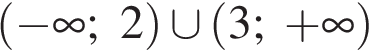 (−∞; 2) ∪ (3; +∞)